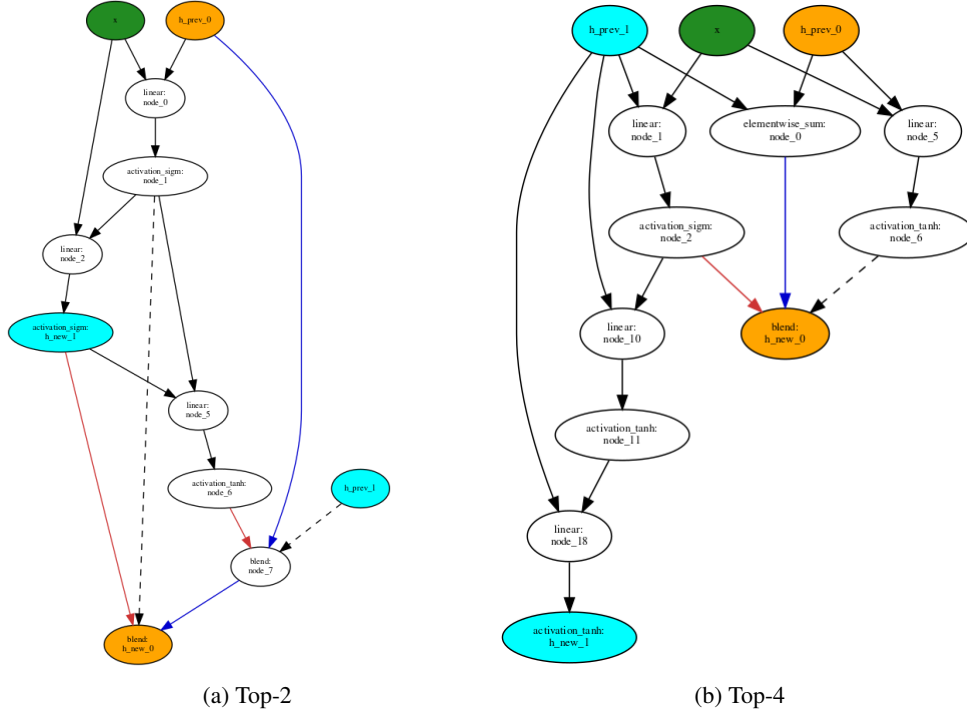 x
h_prev_0
linear:
node_0
activation_sigm:
node_1
linear:
node_2
activation_sigm:
h_new_1
linear:
node_5
activation_tanh:
node_6
h_prev_1
blend:
node_7
blend:
h_new_0
(a) Top-2
h_prev_1
x
h_prev_0
linear:
node_1
elementwise_sum:
node_0
linear:
node_5
activation_sigm:
node_2
activation_tanh:
node_6
linear:
node_10
blend:
h_new_0
activation_tanh:
node_11
linear:
node_18
activation_tanh:
h_new_1
(b) Top-4